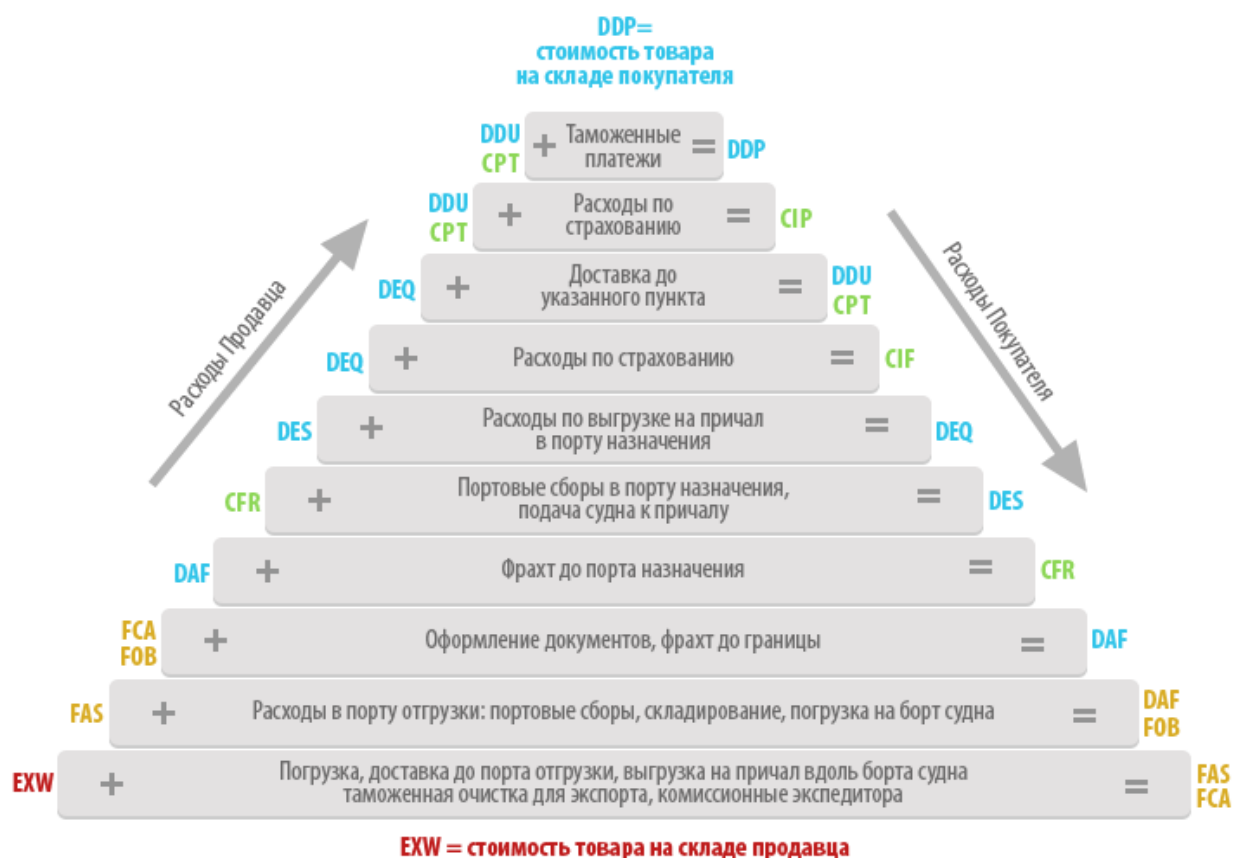 DDP=
стоимость товара
на складе покупателя
DDU
CPT
+ Таможенные
платежи = DDP
DDU
CPT
+ Расходы по
страхованию = CIP
DEQ + Доставка до
указанного пункта =
DDU
CPT
DEQ + Расходы по страхованию = CIF
DES + Расходы по выгрузке на причал
в порту назначения = DEQ
CFR + Портовые сборы в порту назначения,
подача судна к причалу = DES
DAF + Фрахт до порта назначения = CFR
FCA
FOB
+ Оформление документов, фрахт до границы = DAF
FAS + Расходы в порту отгрузки: портовые сборы, складирование, погрузка на борт судна =
DAF
FOB
EXW + Погрузка, доставка до порта отгрузки, выгрузка на причал вдоль борта судна
таможенная очистка для экспорта, комиссионные экспедитора =
FAS
FCA
EXW = стоимость товара на складе продавца
Расходы Продавца
Расходы Покупателя